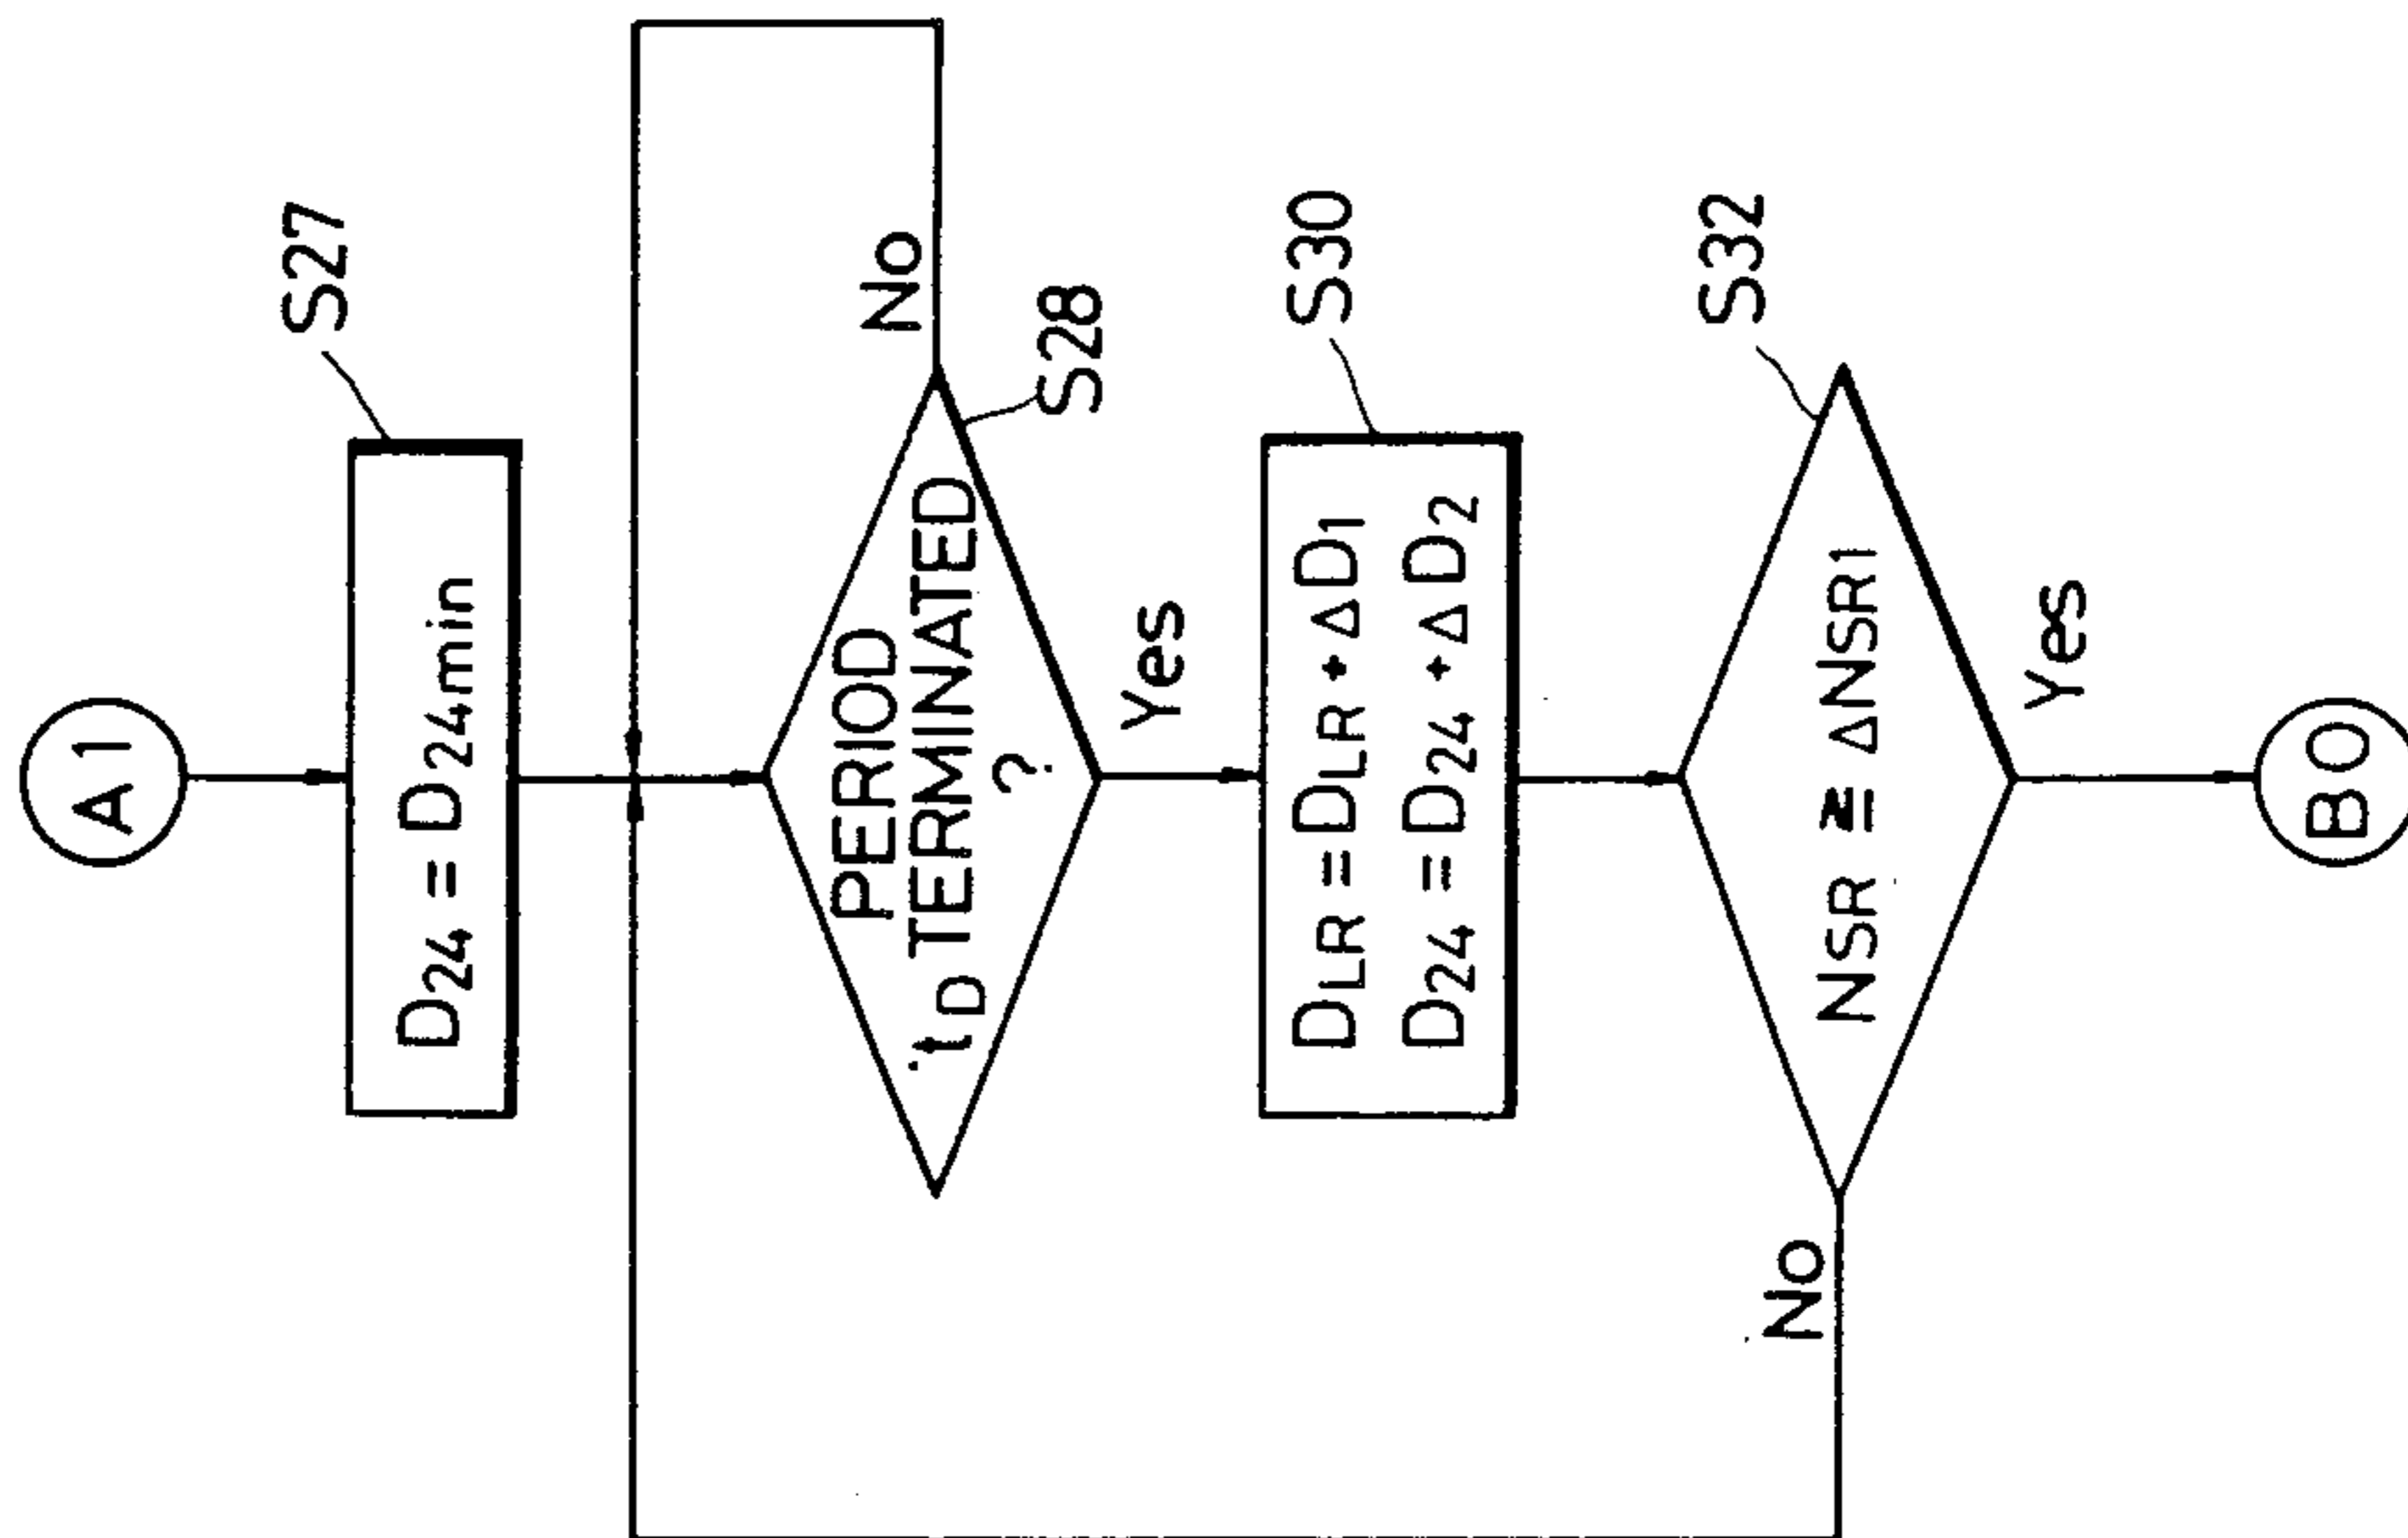 A1
S27
D24 = D24min
No
S28
PERIOD
tD TERMINATED
?
Yes
S30
DLR = DLR + ΔD1
D24 = D24 + ΔD2
S32
NSR ≧ ΔNSR1
No
Yes
B0